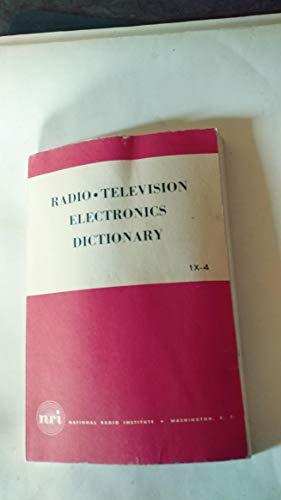 RADIO • TELEVISION
ELECTRONICS
DICTIONARY
1X-4
nri NATIONAL RADIO INSTITUTE • WASHINGTON, D. C.